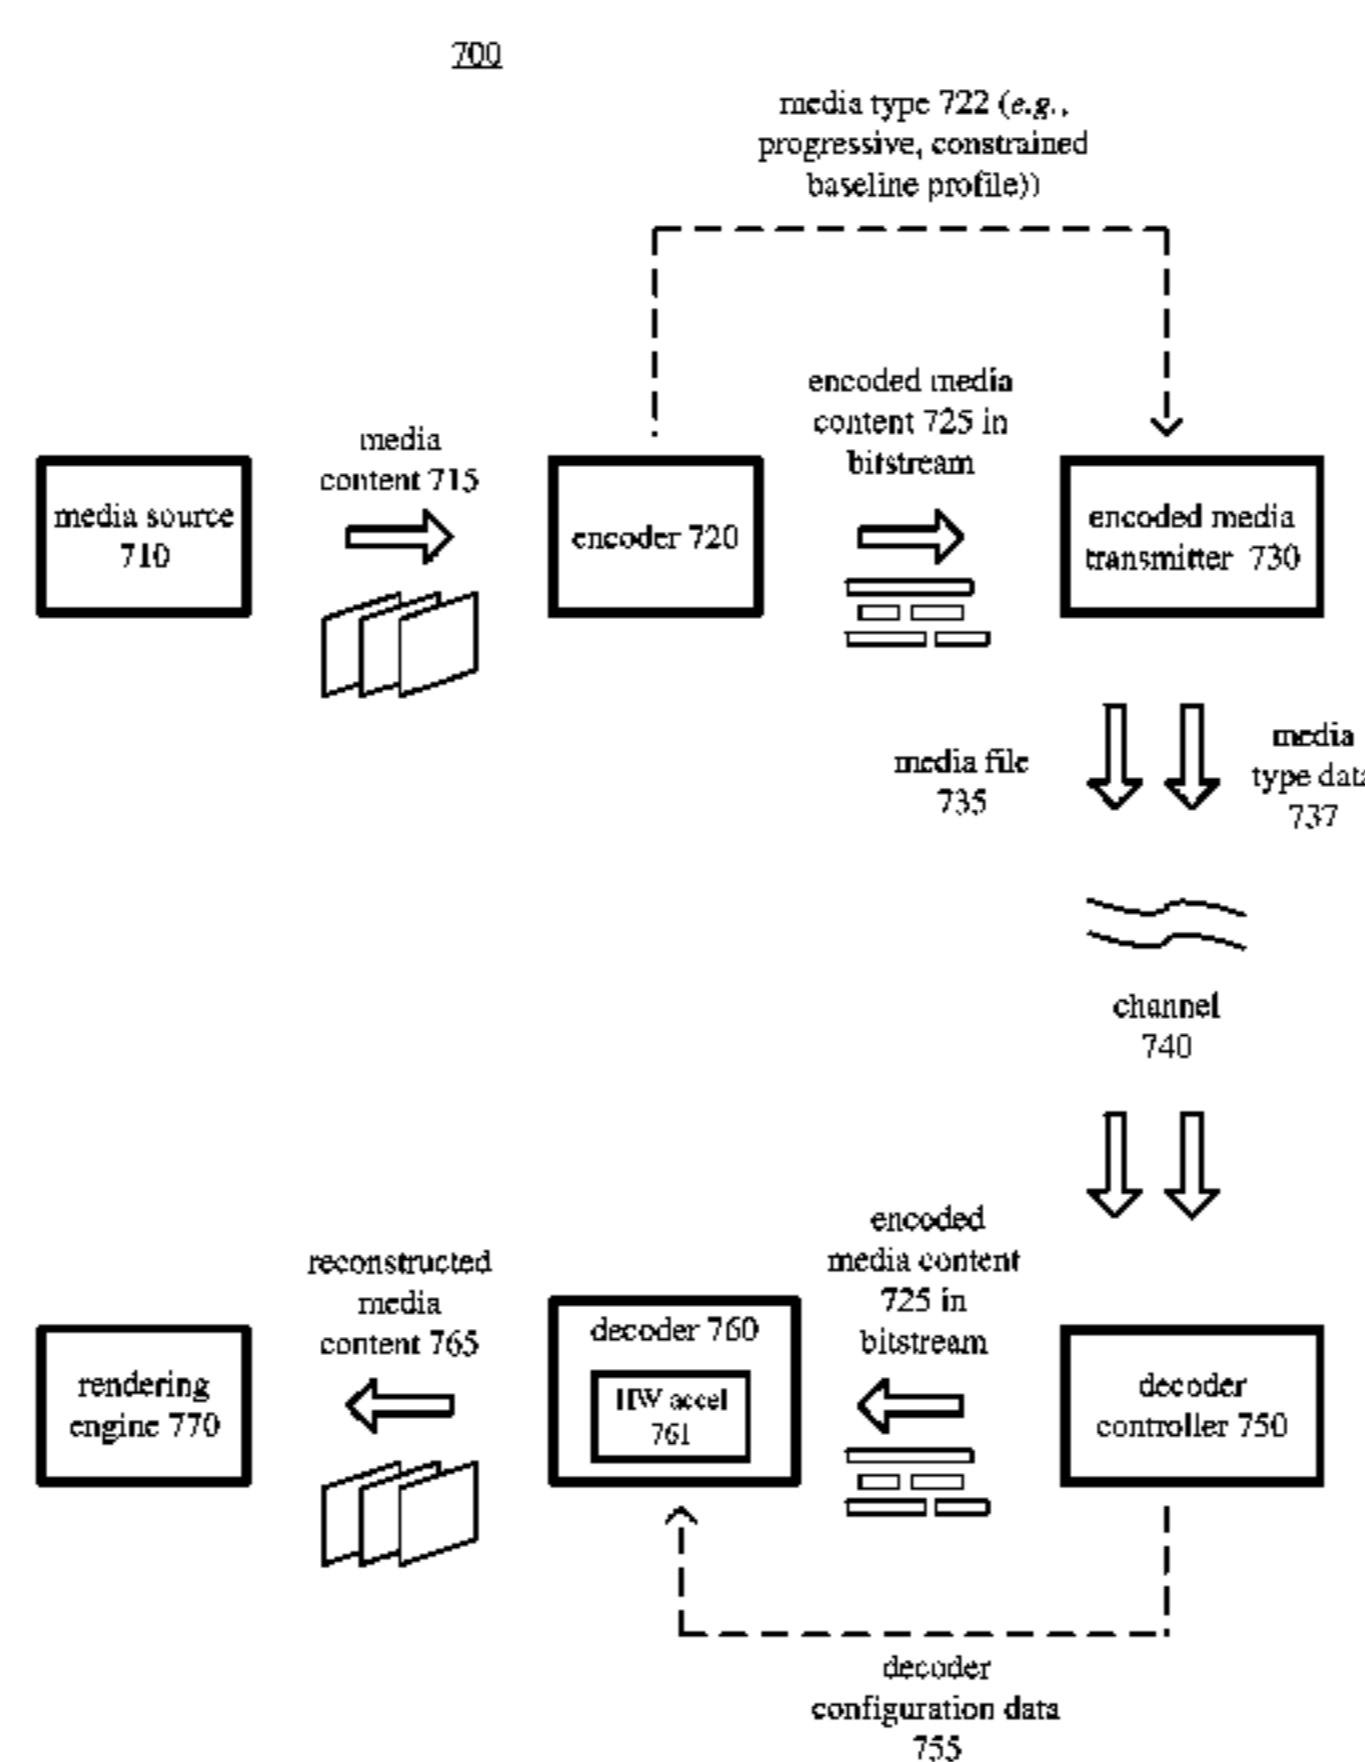 700
media type 722 (e.g.,
progressive, constrained
baseline profile))
media
content 715
encoded media
content 725 in
bitstream
media source
710
encoder 720
encoded media
transmitter 730
media file
735
media
type data
737
channel
740
reconstructed
media
content 765
encoded
media content
725 in
bitstream
rendering
engine 770
decoder 760
HW accel
761
decoder
controller 750
decoder
configuration data
755